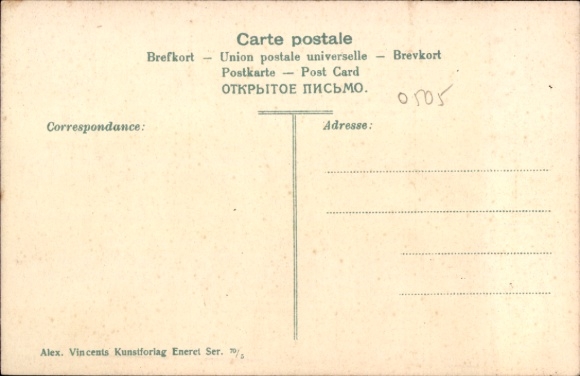 Carte postale
Brefkort — Union postale universelle — Brevkort
Postkarte — Post Card
ОТКРЫТОЕ ПИСЬМО.
0505
Correspondance:
Adresse:
Alex. Vincents Kunstforlag Eneret Ser. 70/5